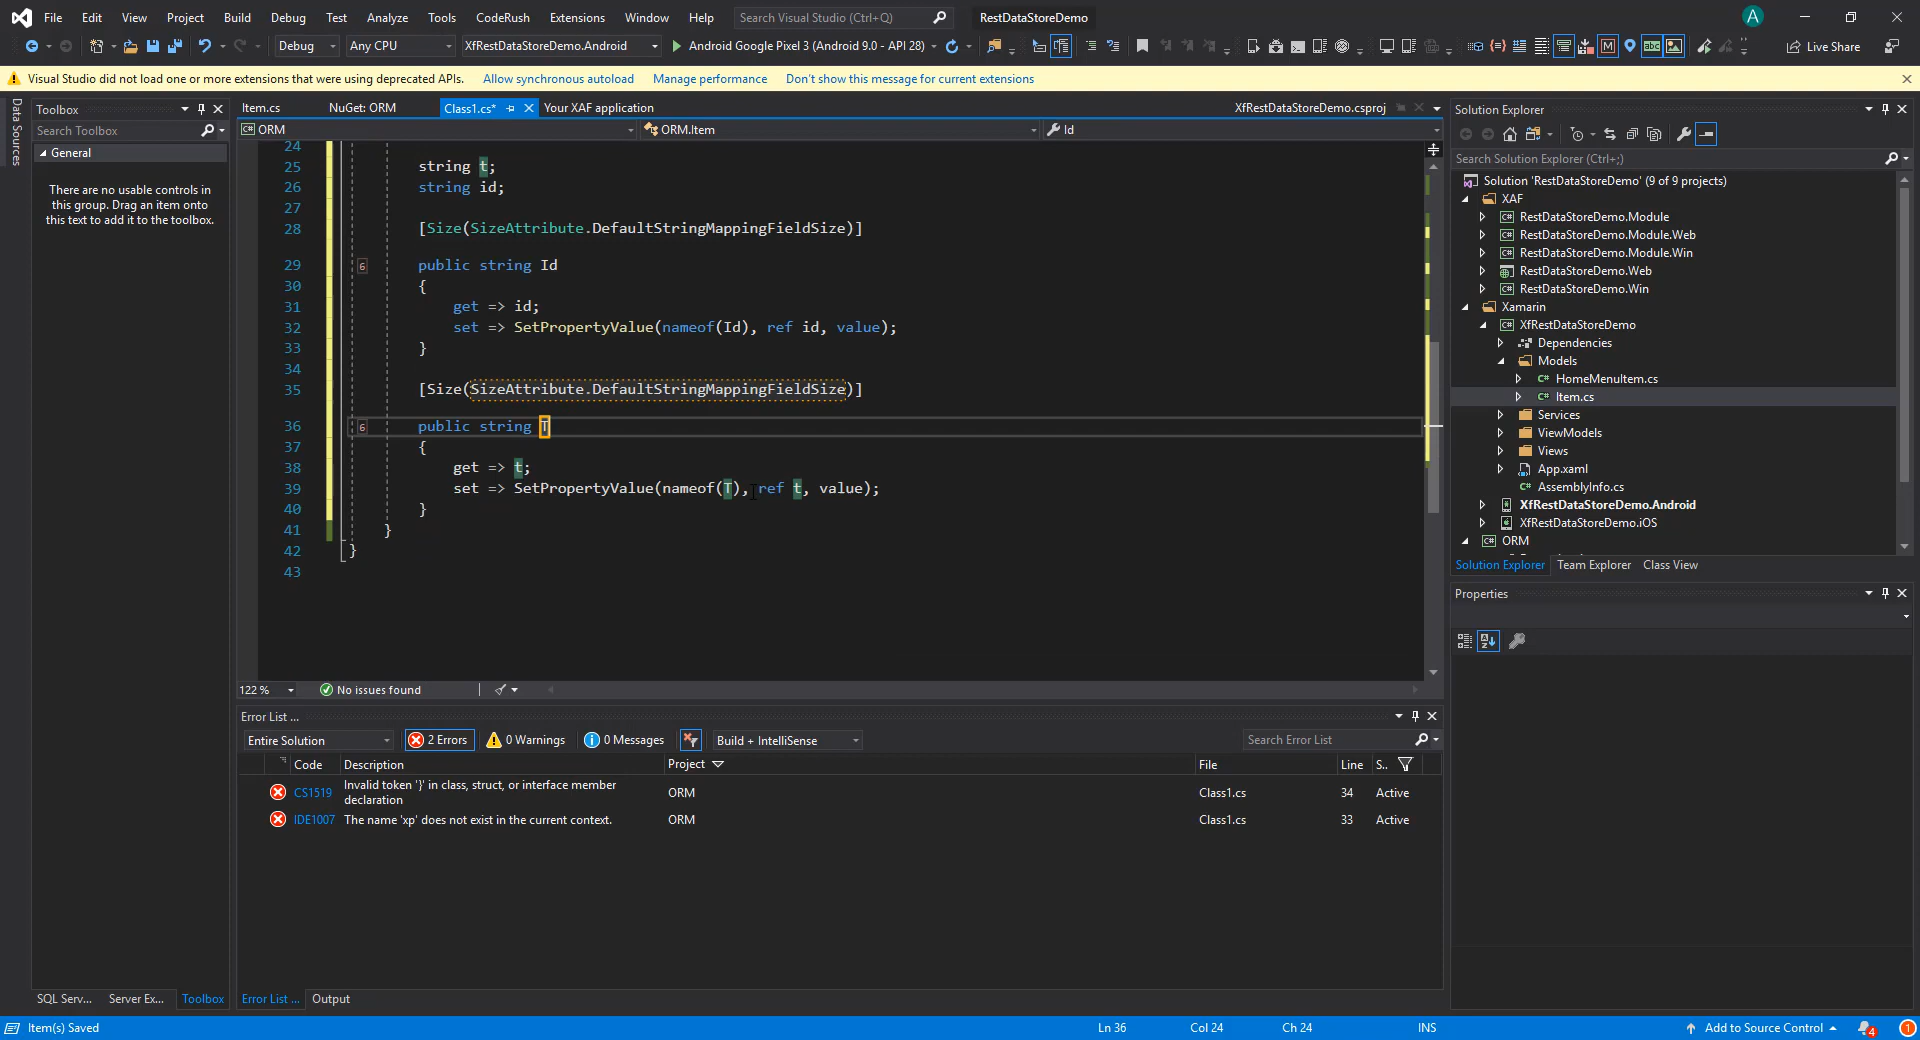 File Edit View Project Build Debug Test Analyze Tools CodeRush Extensions Window Help Search Visual Studio (Ctrl+Q) RestDataStoreDemo A
Debug Any CPU XfRestDataStoreDemo.Android Android Google Pixel 3 (Android 9.0 - API 28) Live Share
Visual Studio did not load one or more extensions that were using deprecated APIs. Allow synchronous autoload Manage performance Don't show this message for current extensions
Data Sources
Toolbox
Search Toolbox
General
There are no usable controls in
this group. Drag an item onto
this text to add it to the toolbox.
Item.cs NuGet: ORM Class1.cs* Your XAF application XfRestDataStoreDemo.csproj
ORM ORM.Item Id
24
25 string t;
26 string id;
27
28 [Size(SizeAttribute.DefaultStringMappingFieldSize)]
29 6 public string Id
30 {
31 get => id;
32 set => SetPropertyValue(nameof(Id), ref id, value);
33 }
34
35 [Size(SizeAttribute.DefaultStringMappingFieldSize)]
36 6 public string T
37 {
38 get => t;
39 set => SetPropertyValue(nameof(T), ref t, value);
40 }
41 }
42 }
43
122 % No issues found
Error List ...
Entire Solution 2 Errors 0 Warnings 0 Messages Build + IntelliSense Search Error List
Code Description Project File Line S..
CS1519 Invalid token '}' in class, struct, or interface member declaration ORM Class1.cs 34 Active
IDE1007 The name 'xp' does not exist in the current context. ORM Class1.cs 33 Active
SQL Serv... Server Ex... Toolbox Error List ... Output
Solution Explorer
Search Solution Explorer (Ctrl+;)
Solution 'RestDataStoreDemo' (9 of 9 projects)
XAF
RestDataStoreDemo.Module
RestDataStoreDemo.Module.Web
RestDataStoreDemo.Module.Win
RestDataStoreDemo.Web
RestDataStoreDemo.Win
Xamarin
XfRestDataStoreDemo
Dependencies
Models
HomeMenuItem.cs
Item.cs
Services
ViewModels
Views
App.xaml
AssemblyInfo.cs
XfRestDataStoreDemo.Android
XfRestDataStoreDemo.iOS
ORM
Solution Explorer Team Explorer Class View
Properties
Item(s) Saved Ln 36 Col 24 Ch 24 INS Add to Source Control 4 1